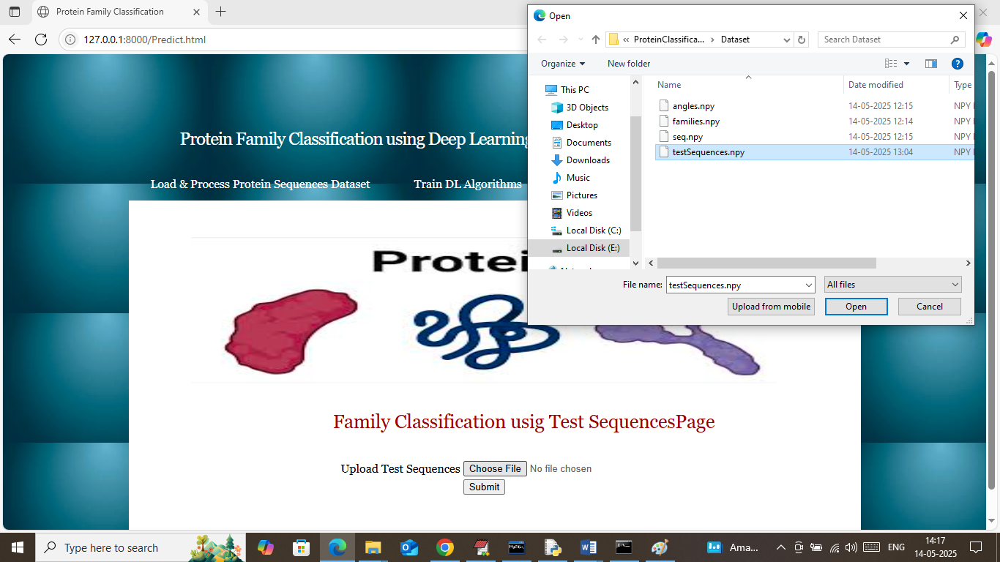 Protein Family Classification
127.0.0.1:8000/Predict.html
Protein Family Classification using Deep Learning
Load & Process Protein Sequences Dataset
Train DL Algorithms
Open
« ProteinClassifica... › Dataset
Search Dataset
Organize
New folder
This PC
3D Objects
Desktop
Documents
Downloads
Music
Pictures
Videos
Local Disk (C:)
Local Disk (E:)
Name Date modified Type
angles.npy 14-05-2025 12:15 NPY
families.npy 14-05-2025 12:14 NPY
seq.npy 14-05-2025 12:15 NPY
testSequences.npy 14-05-2025 13:04 NPY
File name: testSequences.npy
All files
Upload from mobile
Open
Cancel
Family Classification usig Test SequencesPage
Upload Test Sequences Choose File No file chosen
Submit
Type here to search
Ama...
ENG
14:17
14-05-2025